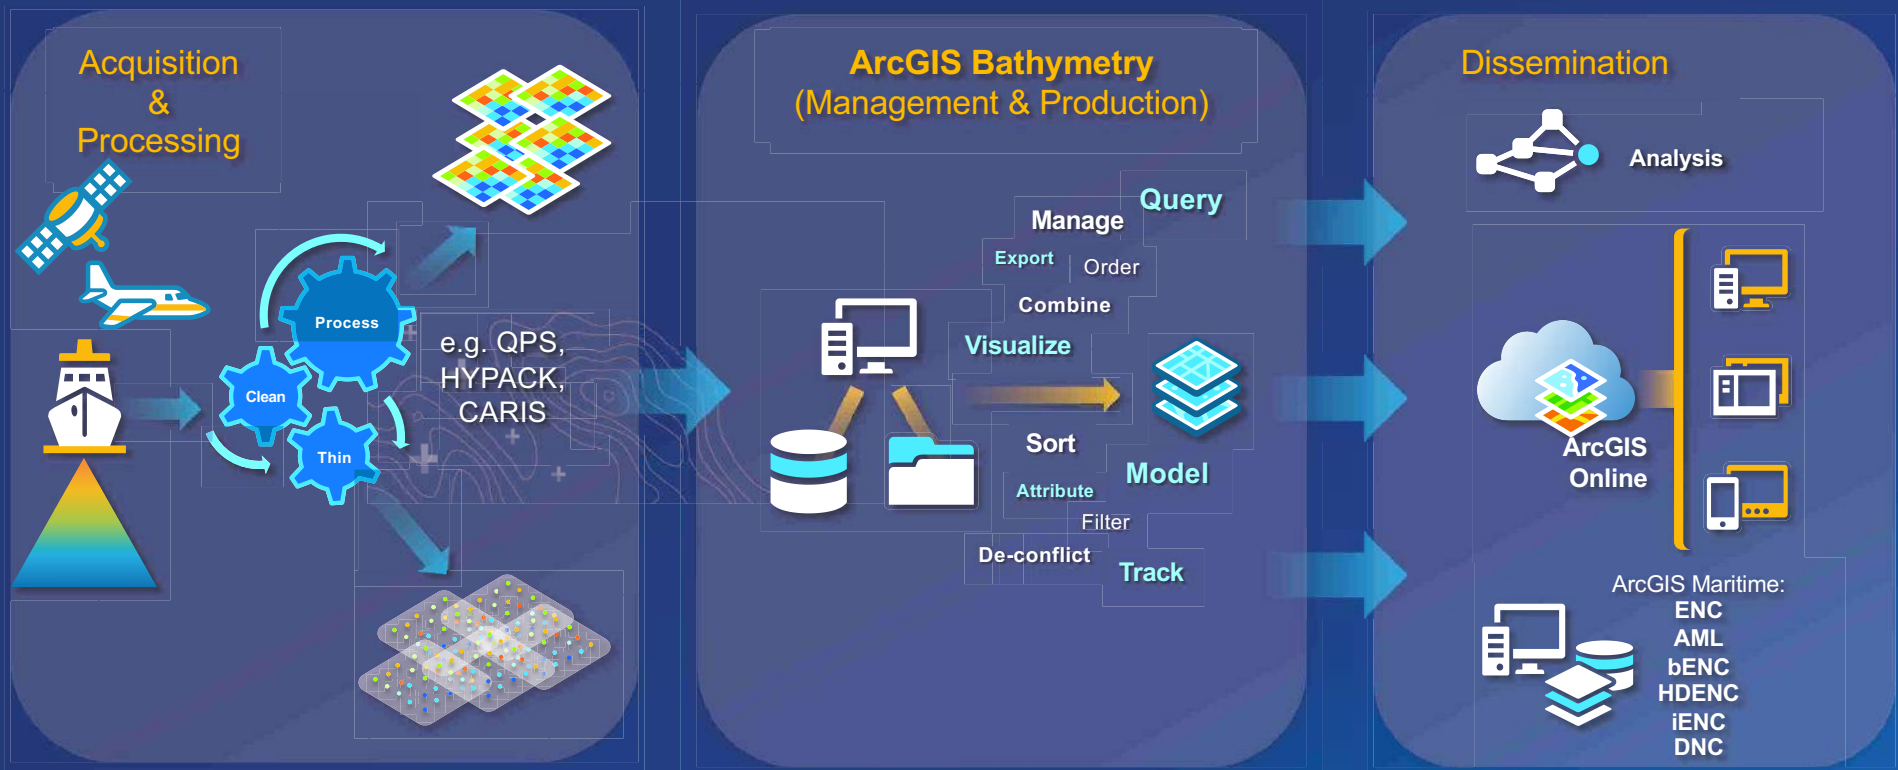 Acquisition
&
Processing
Process
Clean
Thin
e.g. QPS,
HYPACK,
CARIS
ArcGIS Bathymetry
(Management & Production)
Query
Manage
Export
Order
Combine
Visualize
Sort
Model
Attribute
Filter
De-conflict
Track
Dissemination
Analysis
ArcGIS
Online
ArcGIS Maritime:
ENC
AML
bENC
HDENC
iENC
DNC